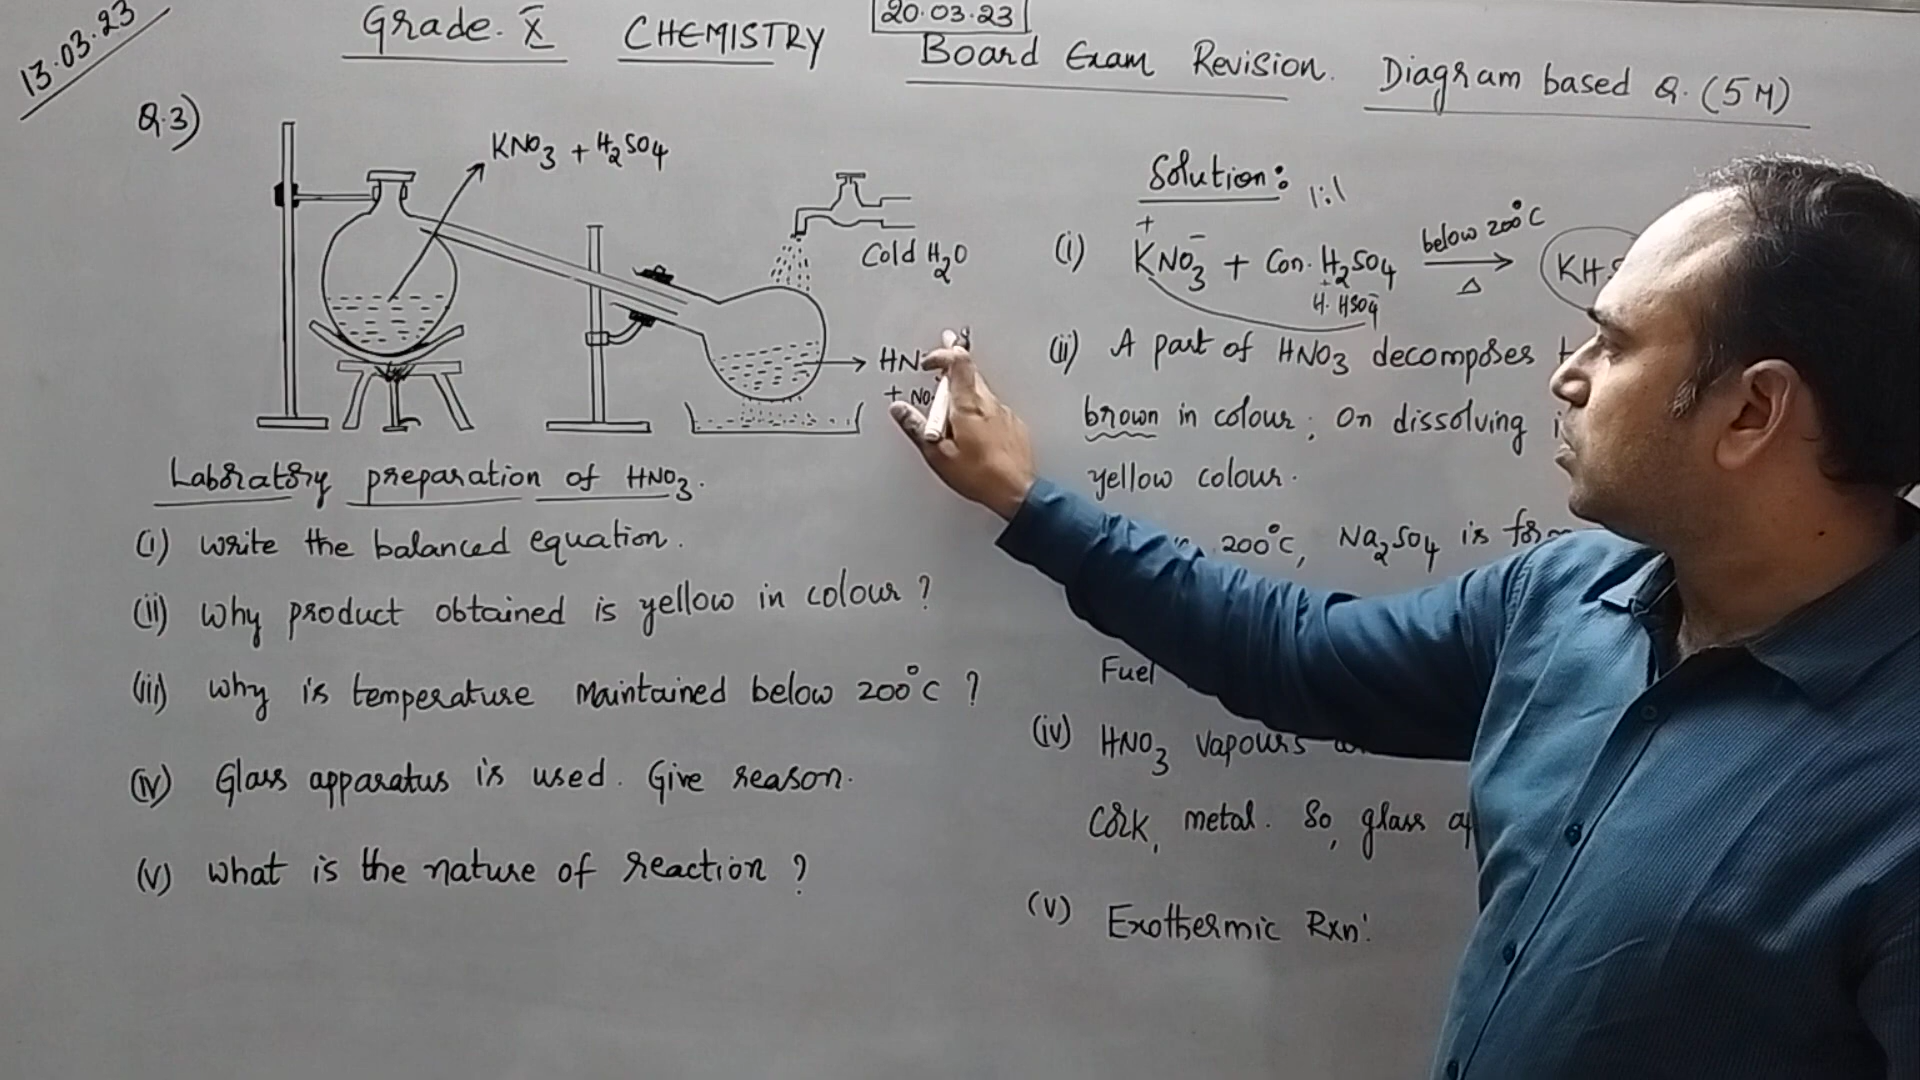 13.03.23
Grade. X CHEMISTRY
20.03.23
Board Exam Revision. Diagram based Q. (5M)
Q.3)
KNO3 + H2SO4
Cold H2O
+ NO
Laboratory preparation of HNO3.
(i) write the balanced equation.
(ii) why product obtained is yellow in colour ?
(iii) why is temperature maintained below 200°C ?
(iv) Glass apparatus is used. Give reason.
(v) what is the nature of reaction ?
Solution: 1:1
(i) K⁺NO3⁻ + Con. H2SO4 below 200°C → Δ
H⁺. HSO4⁻
(ii) A part of HNO3 decomposes
brown in colour; On dissolving
yellow colour.
200°C, Na2SO4 is
Fuel
(iv) HNO3 vapours
Cork, metal. So, glass
(v) Exothermic Rxn: